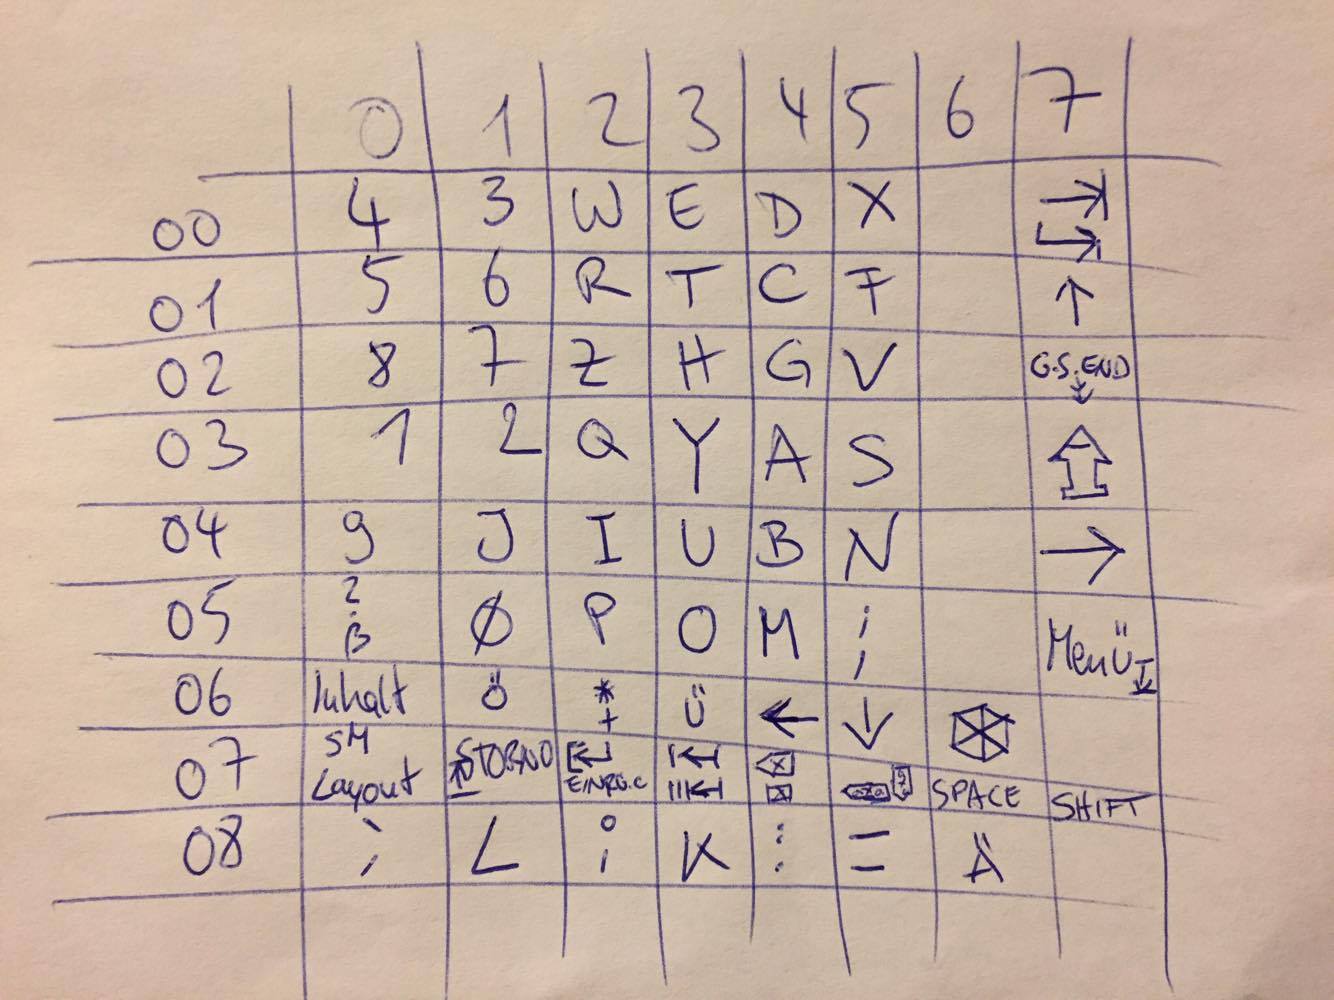 0 1 2 3 4 5 6 7
00 4 3 W E D X
01 5 6 R T C F ↑
02 8 7 Z H G V G.S.END
03 1 2 Q Y A S
04 9 J I U B N →
05 ? . ß Ø P O M ; Menü
06 Inhalt Ö * + Ü ← ↓
07 SM Layout STORNO EINRÜC SPACE SHIFT
08 L K = Ä